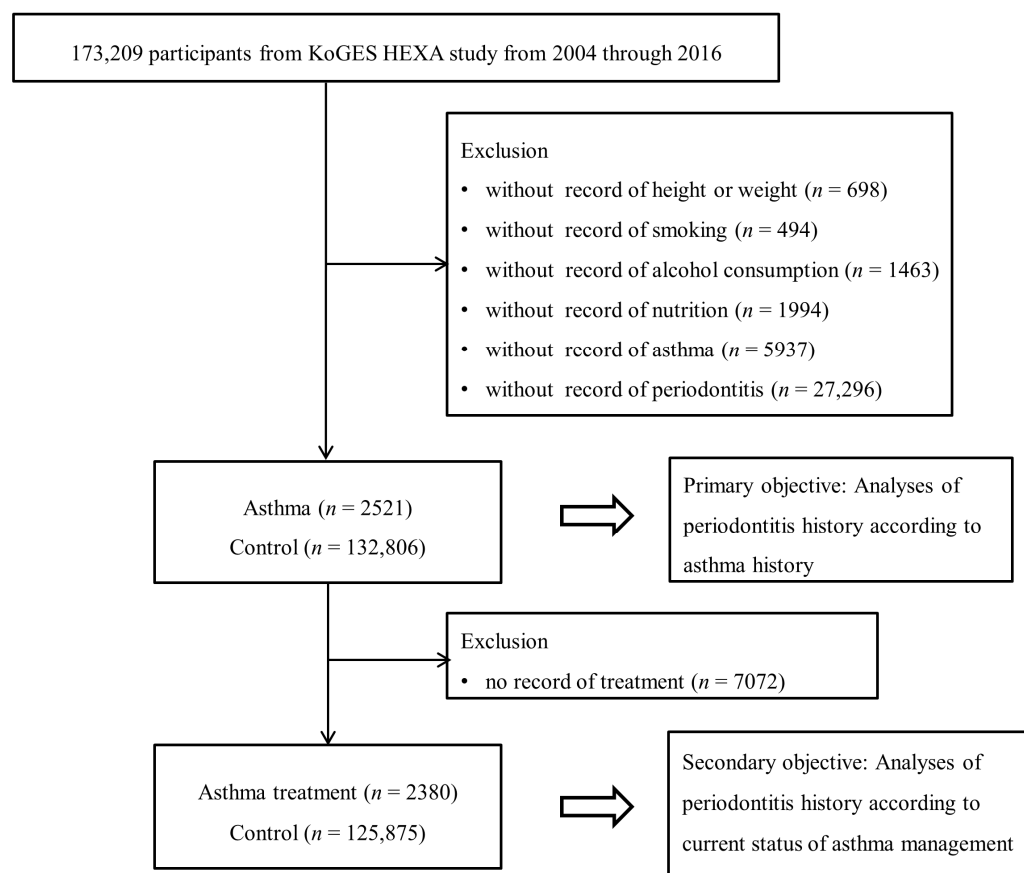 173,209 participants from KoGES HEXA study from 2004 through 2016
Exclusion
• without record of height or weight (n = 698)
• without record of smoking (n = 494)
• without record of alcohol consumption (n = 1463)
• without record of nutrition (n = 1994)
• without record of asthma (n = 5937)
• without record of periodontitis (n = 27,296)
Asthma (n = 2521)
Control (n = 132,806)
Primary objective: Analyses of
periodontitis history according to
asthma history
Exclusion
• no record of treatment (n = 7072)
Asthma treatment (n = 2380)
Control (n = 125,875)
Secondary objective: Analyses of
periodontitis history according to
current status of asthma management